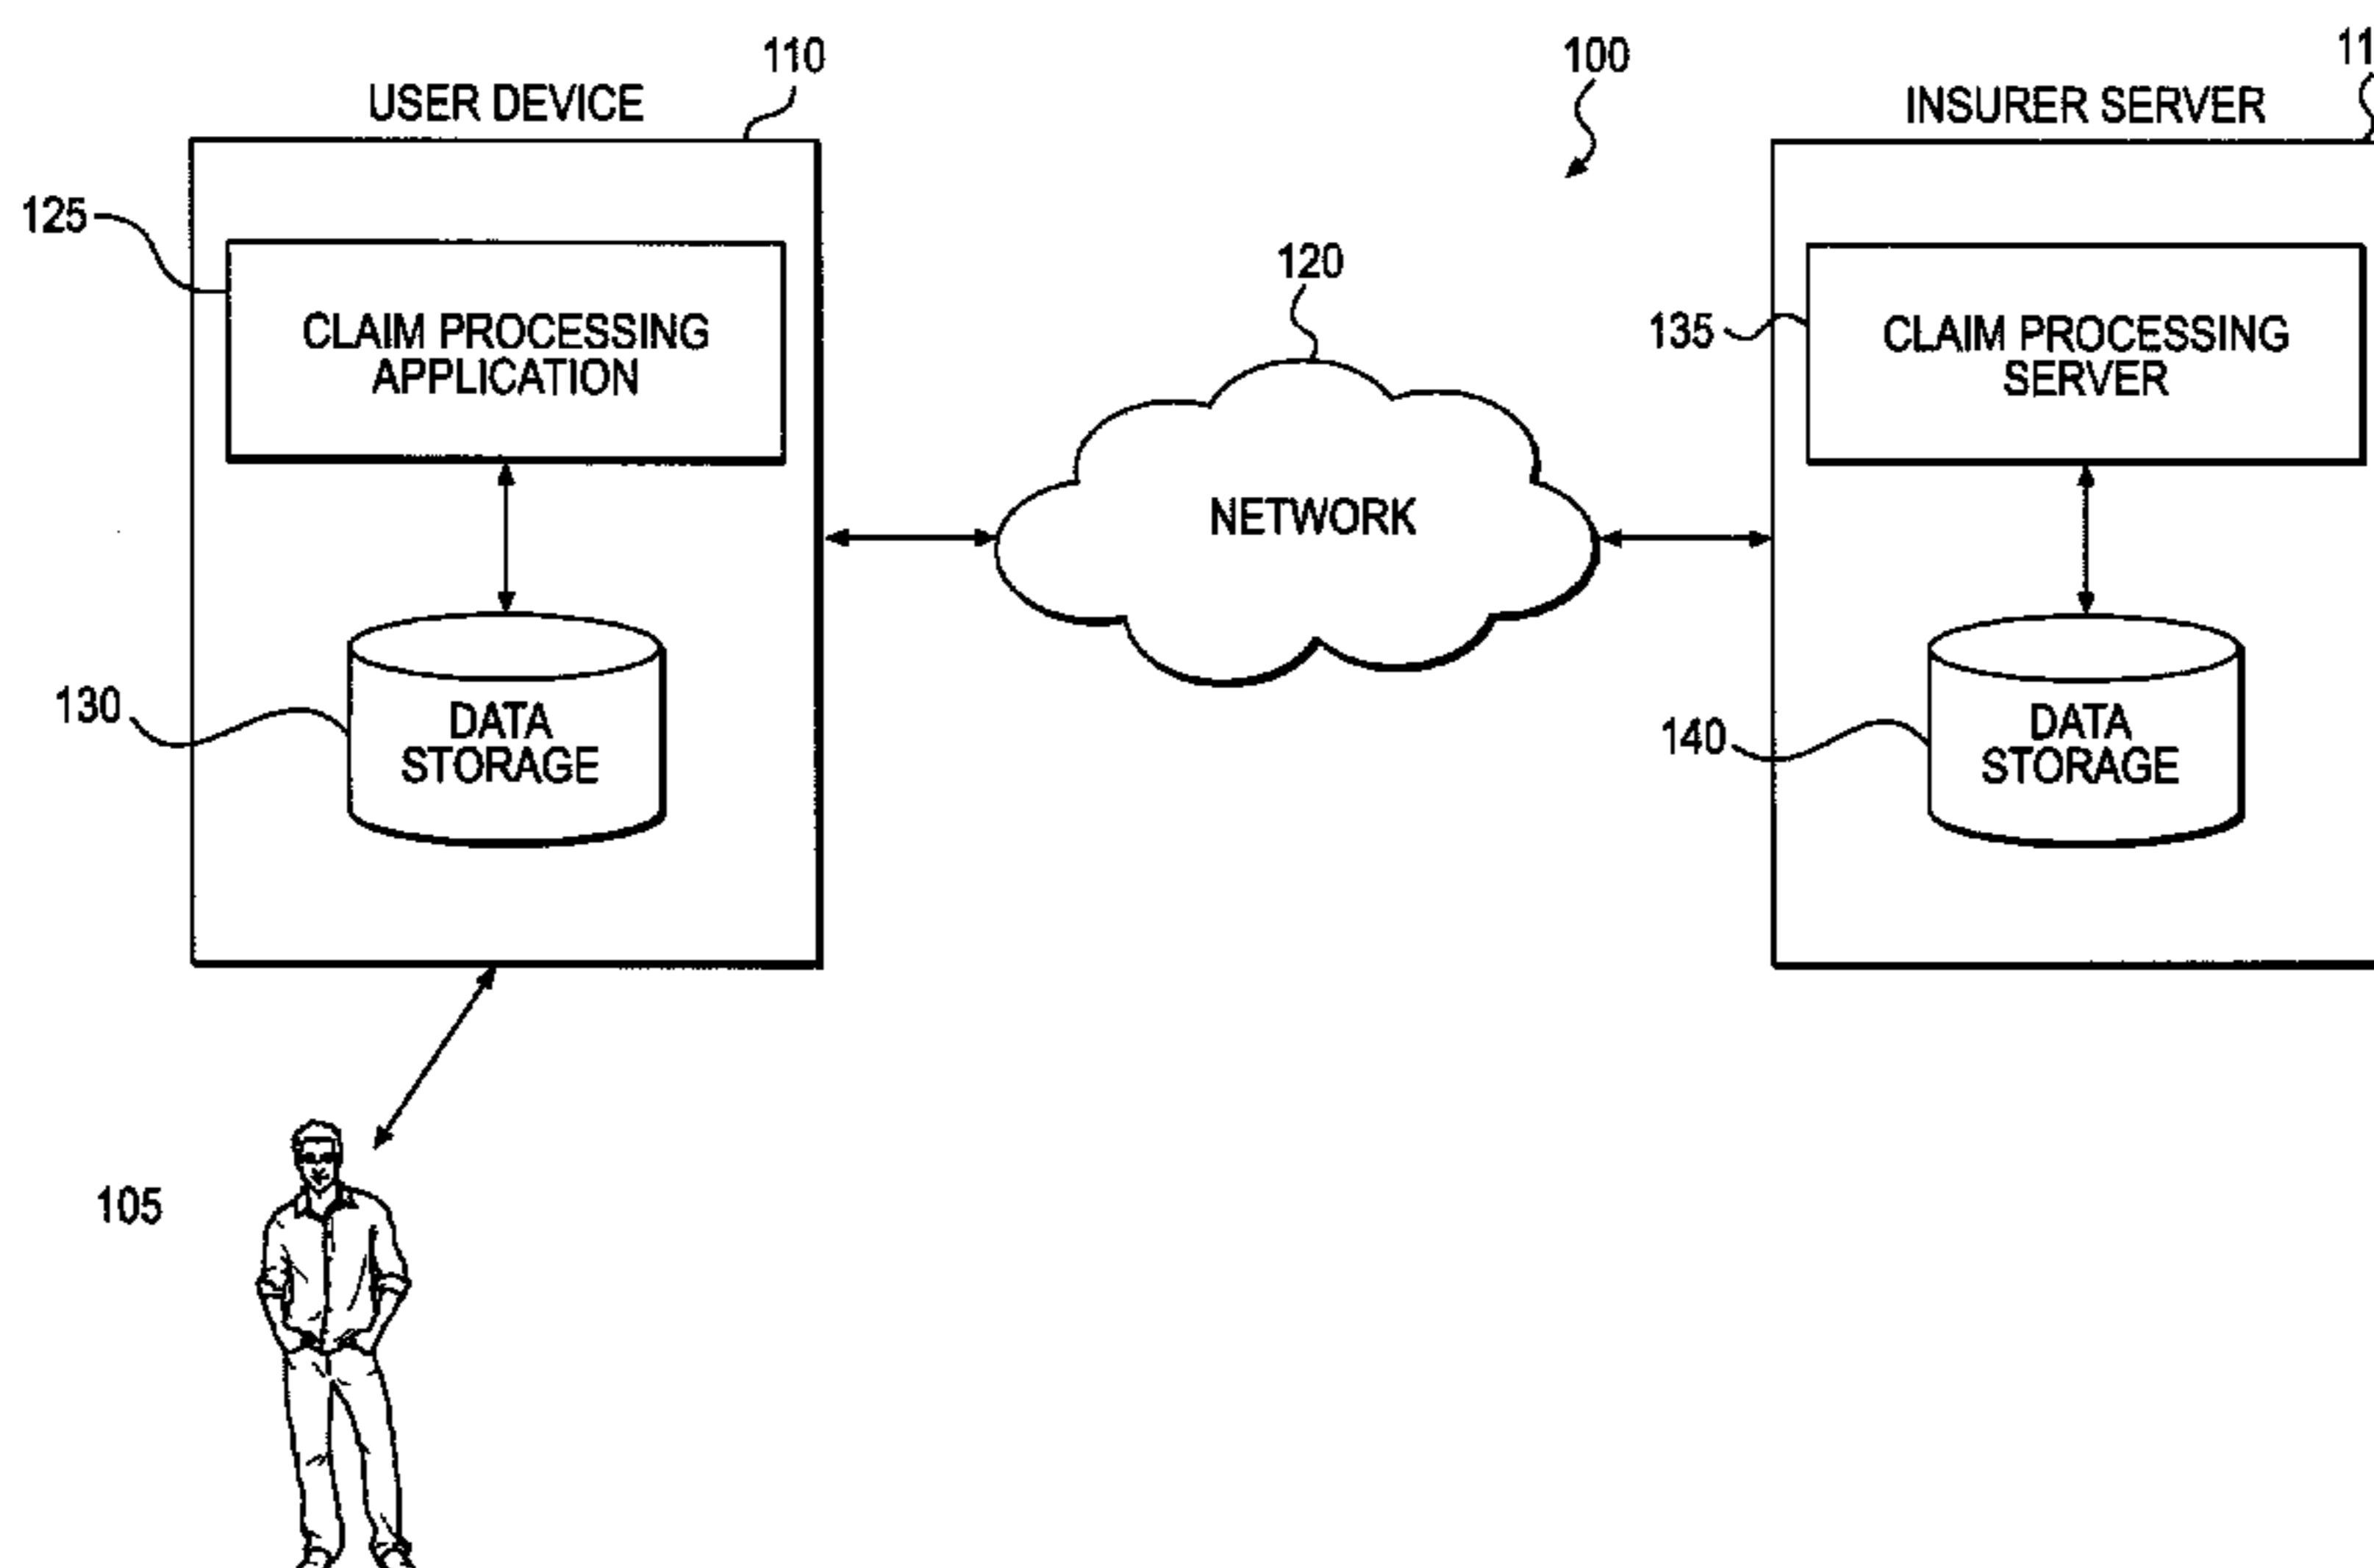 110
USER DEVICE
125
CLAIM PROCESSING
APPLICATION
130
DATA
STORAGE
105
100
120
NETWORK
INSURER SERVER
135
CLAIM PROCESSING
SERVER
140
DATA
STORAGE